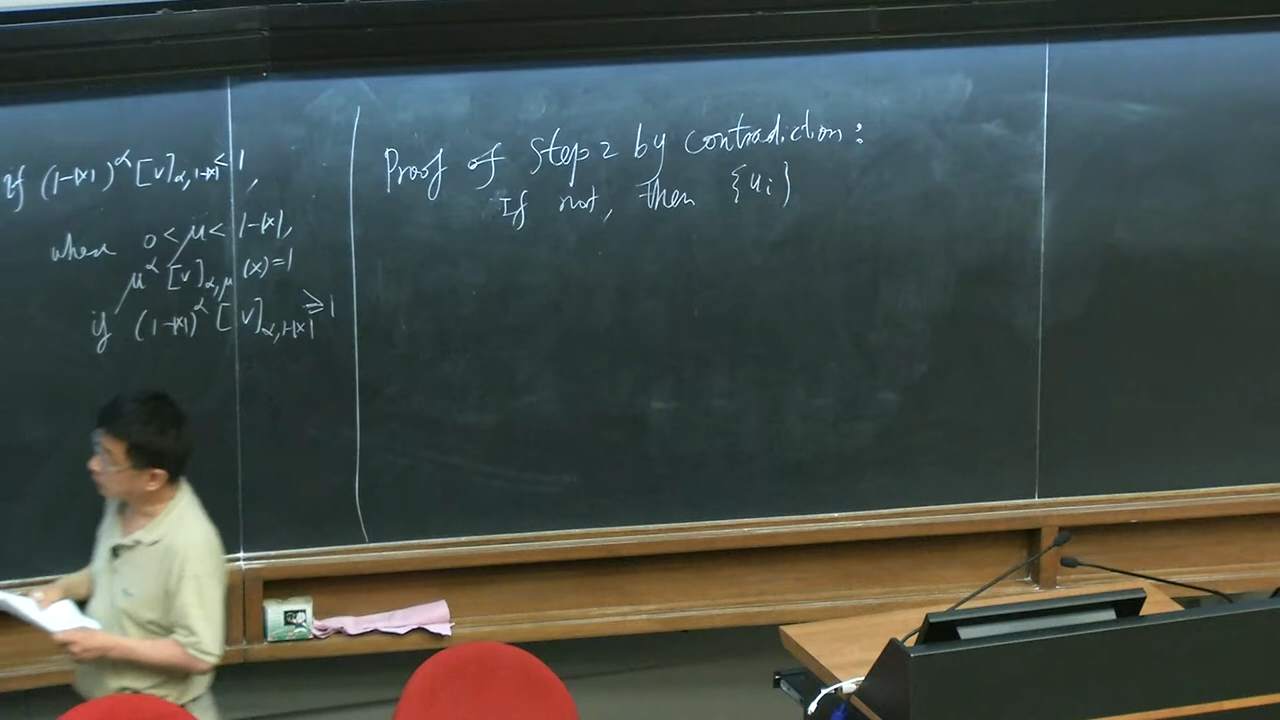 If (1-|x|)^α [v]_{α,1-|x|} < 1,
where 0 < μ < 1-|x|,
μ^α [v]_{α,μ}(x) = 1
if (1-|x|)^α [v]_{α,1-|x|} ≥ 1
Proof of Step 2 by contradiction:
If not, then {u_i}